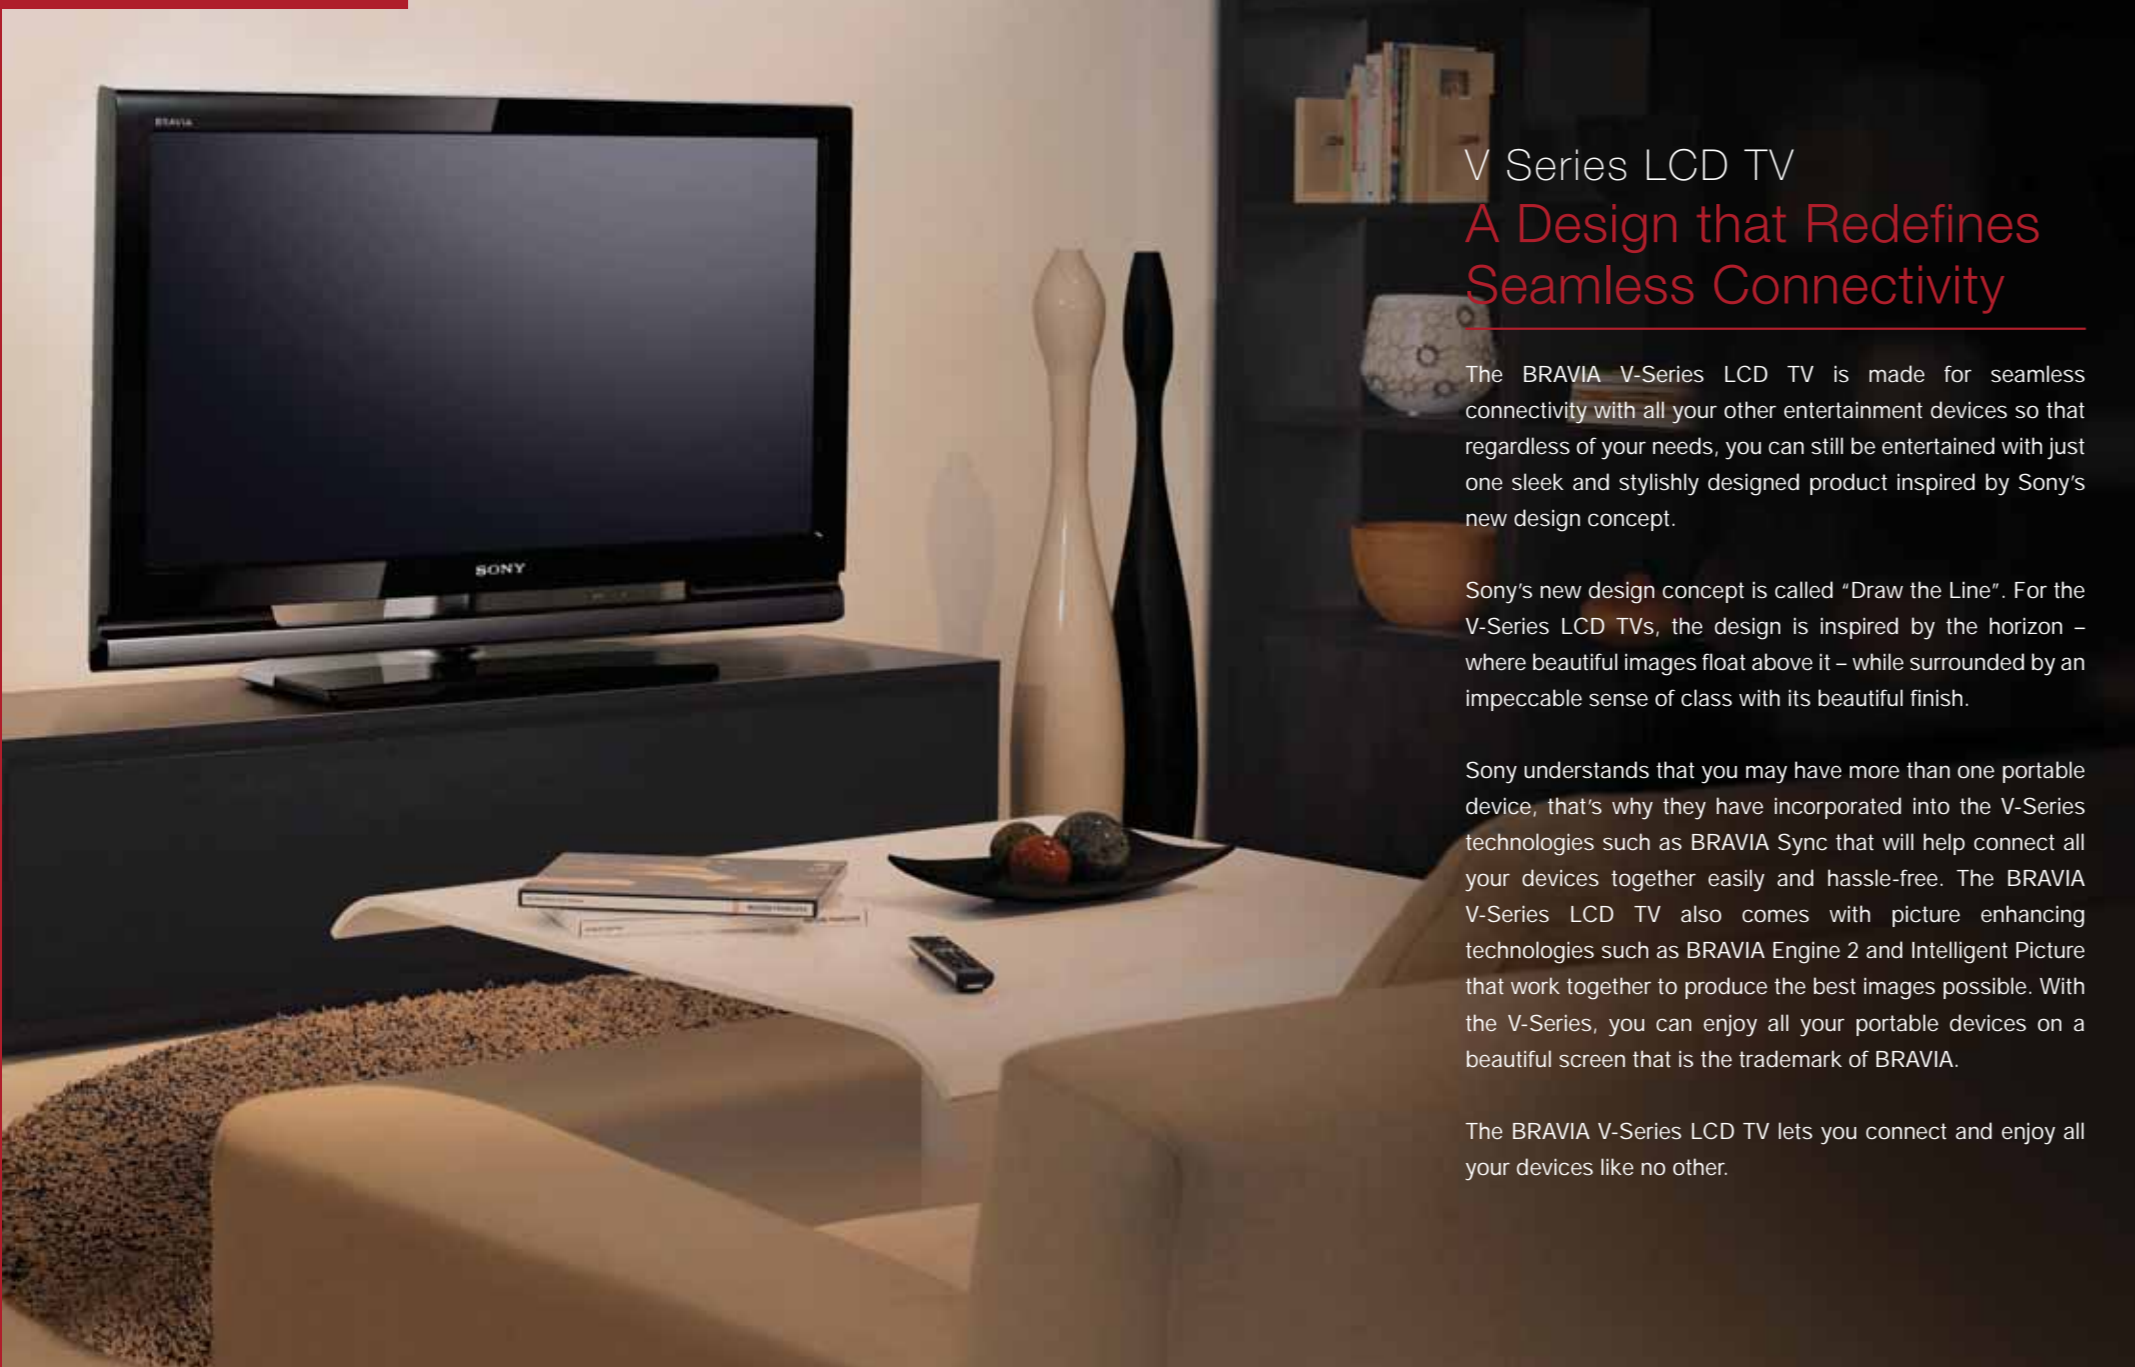 BRAVIA
SONY
V Series LCD TV
A Design that Redefines
Seamless Connectivity
The BRAVIA V-Series LCD TV is made for seamless
connectivity with all your other entertainment devices so that
regardless of your needs, you can still be entertained with just
one sleek and stylishly designed product inspired by Sony’s
new design concept.
Sony’s new design concept is called “Draw the Line”. For the
V-Series LCD TVs, the design is inspired by the horizon –
where beautiful images float above it – while surrounded by an
impeccable sense of class with its beautiful finish.
Sony understands that you may have more than one portable
device, that’s why they have incorporated into the V-Series
technologies such as BRAVIA Sync that will help connect all
your devices together easily and hassle-free. The BRAVIA
V-Series LCD TV also comes with picture enhancing
technologies such as BRAVIA Engine 2 and Intelligent Picture
that work together to produce the best images possible. With
the V-Series, you can enjoy all your portable devices on a
beautiful screen that is the trademark of BRAVIA.
The BRAVIA V-Series LCD TV lets you connect and enjoy all
your devices like no other.